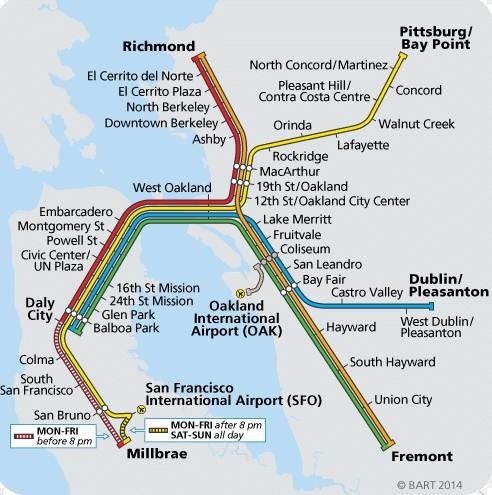 Richmond
Pittsburg/
Bay Point
El Cerrito del Norte
El Cerrito Plaza
North Berkeley
Downtown Berkeley
Ashby
North Concord/Martinez
Pleasant Hill/
Contra Costa Centre
Concord
Orinda
Walnut Creek
Lafayette
Rockridge
MacArthur
19th St/Oakland
12th St/Oakland City Center
West Oakland
Embarcadero
Montgomery St
Powell St
Civic Center/
UN Plaza
Lake Merritt
Fruitvale
Coliseum
San Leandro
Bay Fair
Castro Valley
Dublin/
Pleasanton
West Dublin/
Pleasanton
16th St Mission
24th St Mission
Glen Park
Balboa Park
Daly
City
Oakland
International
Airport (OAK)
Hayward
South Hayward
Union City
Fremont
Colma
South
San Francisco
San Bruno
San Francisco
International Airport (SFO)
MON-FRI
before 8 pm
MON-FRI after 8 pm
SAT-SUN all day
Millbrae
© BART 2014